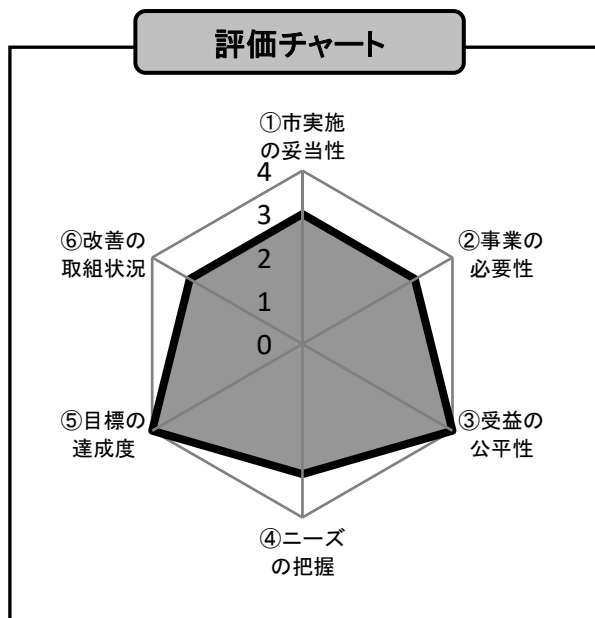 評価チャート
①市実施
の妥当性
4
3
2
1
0
②事業の
必要性
③受益の
公平性
④ニーズ
の把握
⑤目標の
達成度
⑥改善の
取組状況